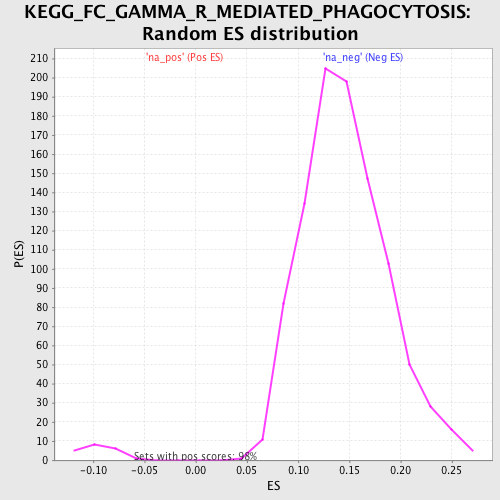 KEGG_FC_GAMMA_R_MEDIATED_PHAGOCYTOSIS:
Random ES distribution
'na_pos' (Pos ES)
'na_neg' (Neg ES)
210
200
190
180
170
160
150
140
130
120
110
100
90
80
70
60
50
40
30
20
10
0
P(ES)
Sets with pos scores: 98%
-0.10 -0.05 0.00 0.05 0.10 0.15 0.20 0.25
ES